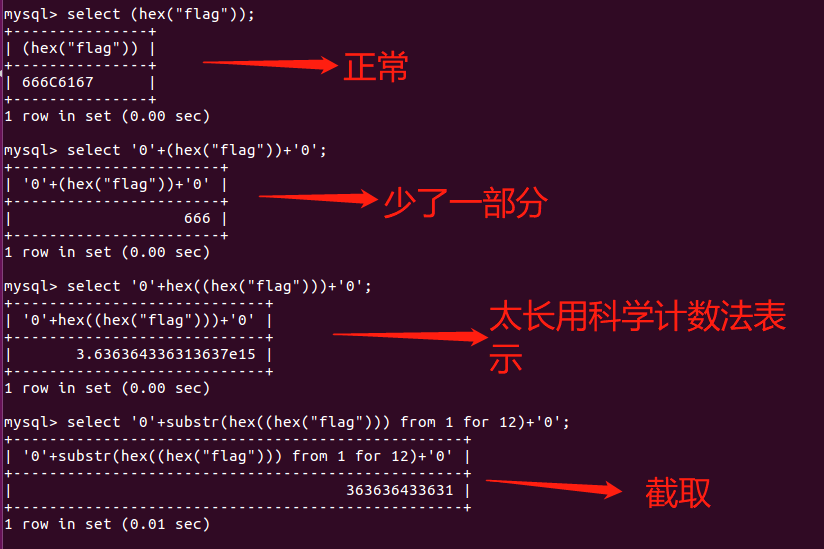 mysql> select (hex("flag"));
+---------------+
| (hex("flag")) |
+---------------+
| 666C6167      |
+---------------+
1 row in set (0.00 sec)
正常
mysql> select '0'+(hex("flag"))+'0';
+-----------------------+
| '0'+(hex("flag"))+'0' |
+-----------------------+
|                   666 |
+-----------------------+
1 row in set (0.00 sec)
少了一部分
mysql> select '0'+hex((hex("flag")))+'0';
+----------------------------+
| '0'+hex((hex("flag")))+'0' |
+----------------------------+
|       3.636364336313637e15 |
+----------------------------+
1 row in set (0.00 sec)
太长用科学计数法表
示
mysql> select '0'+substr(hex((hex("flag"))) from 1 for 12)+'0';
+--------------------------------------------------+
| '0'+substr(hex((hex("flag"))) from 1 for 12)+'0' |
+--------------------------------------------------+
|                                     363636433631 |
+--------------------------------------------------+
1 row in set (0.01 sec)
截取